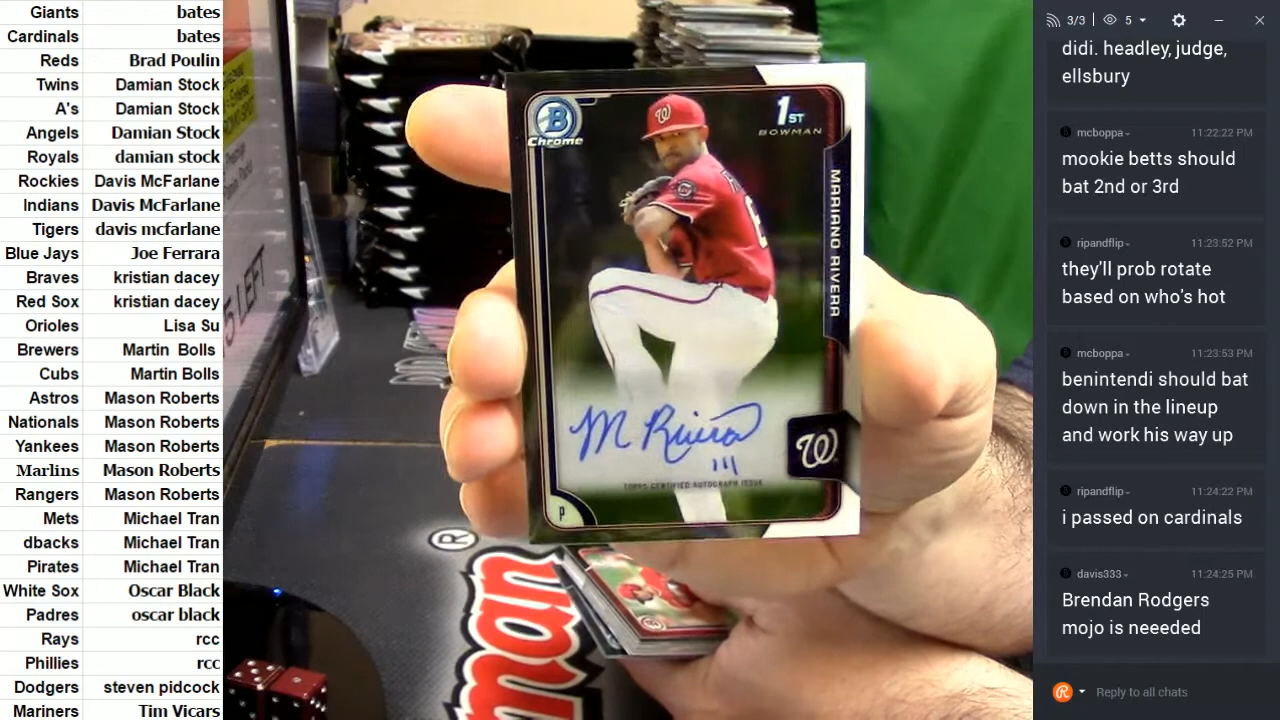 Giants bates
Cardinals bates
Reds Brad Poulin
Twins Damian Stock
A's Damian Stock
Angels Damian Stock
Royals damian stock
Rockies Davis McFarlane
Indians Davis McFarlane
Tigers davis mcfarlane
Blue Jays Joe Ferrara
Braves kristian dacey
Red Sox kristian dacey
Orioles Lisa Su
Brewers Martin Bolls
Cubs Martin Bolls
Astros Mason Roberts
Nationals Mason Roberts
Yankees Mason Roberts
Marlins Mason Roberts
Rangers Mason Roberts
Mets Michael Tran
dbacks Michael Tran
Pirates Michael Tran
White Sox Oscar Black
Padres oscar black
Rays rcc
Phillies rcc
Dodgers steven pidcock
Mariners Tim Vicars
LEFT
B
Chrome
1ST
BOWMAN
MARIANO RIVERA
W
M Rivera
III
W
TOPPS CERTIFIED AUTOGRAPH ISSUE
P
®
man
3/3 5
didi. headley, judge,
ellsbury
mcboppa 11:22:22 PM
mookie betts should
bat 2nd or 3rd
ripandflip 11:23:52 PM
they'll prob rotate
based on who's hot
mcboppa 11:23:53 PM
benintendi should bat
down in the lineup
and work his way up
ripandflip 11:24:22 PM
i passed on cardinals
davis333 11:24:25 PM
Brendan Rodgers
mojo is neeeded
Reply to all chats